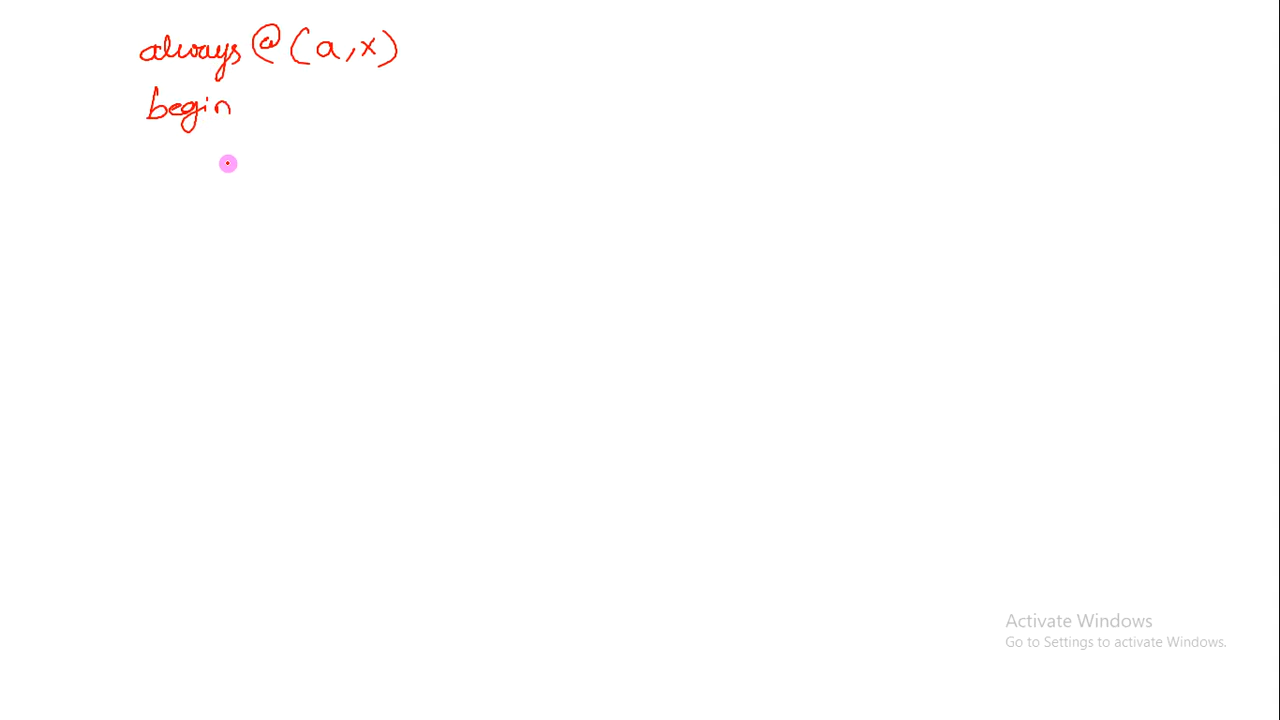 always @ (a, x)
begin
Activate Windows
Go to Settings to activate Windows.